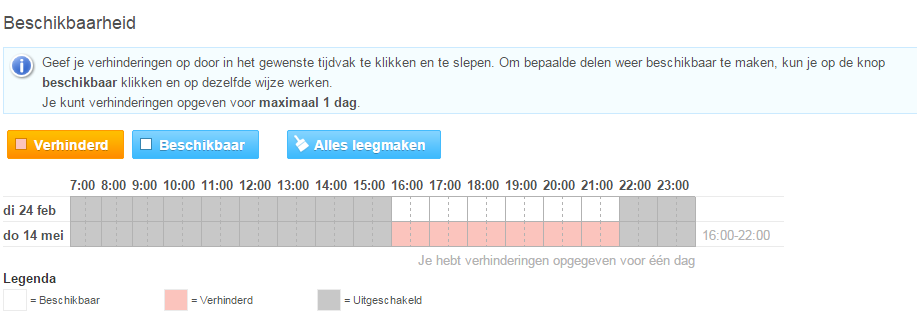 Beschikbaarheid
Geef je verhinderingen op door in het gewenste tijdvak te klikken en te slepen. Om bepaalde delen weer beschikbaar te maken, kun je op de knop
beschikbaar klikken en op dezelfde wijze werken.
Je kunt verhinderingen opgeven voor maximaal 1 dag.
Verhinderd Beschikbaar Alles leegmaken
7:00 8:00 9:00 10:00 11:00 12:00 13:00 14:00 15:00 16:00 17:00 18:00 19:00 20:00 21:00 22:00 23:00
di 24 feb
do 14 mei 16:00-22:00
Je hebt verhinderingen opgegeven voor één dag
Legenda
= Beschikbaar = Verhinderd = Uitgeschakeld